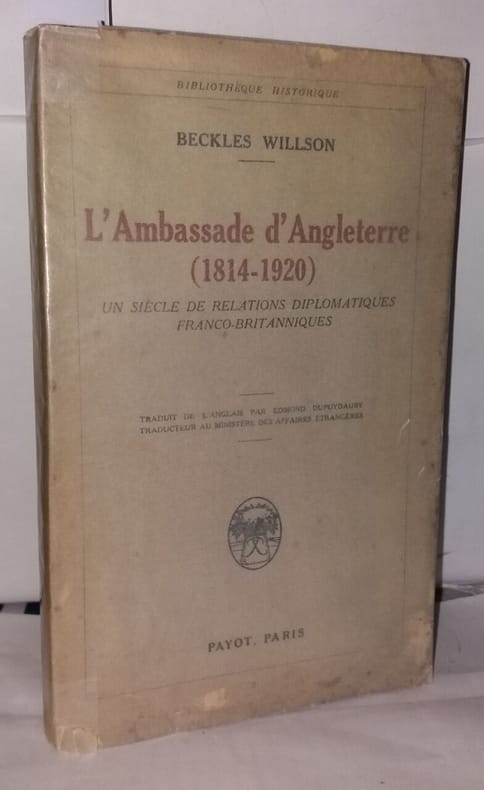 BIBLIOTHÈQUE HISTORIQUE
BECKLES WILLSON
L'Ambassade d'Angleterre
(1814-1920)
UN SIÈCLE DE RELATIONS DIPLOMATIQUES
FRANCO-BRITANNIQUES
TRADUIT DE L'ANGLAIS PAR EDMOND DUPUYDAUBY
TRADUCTEUR AU MINISTÈRE DES AFFAIRES ÉTRANGÈRES
PAYOT, PARIS